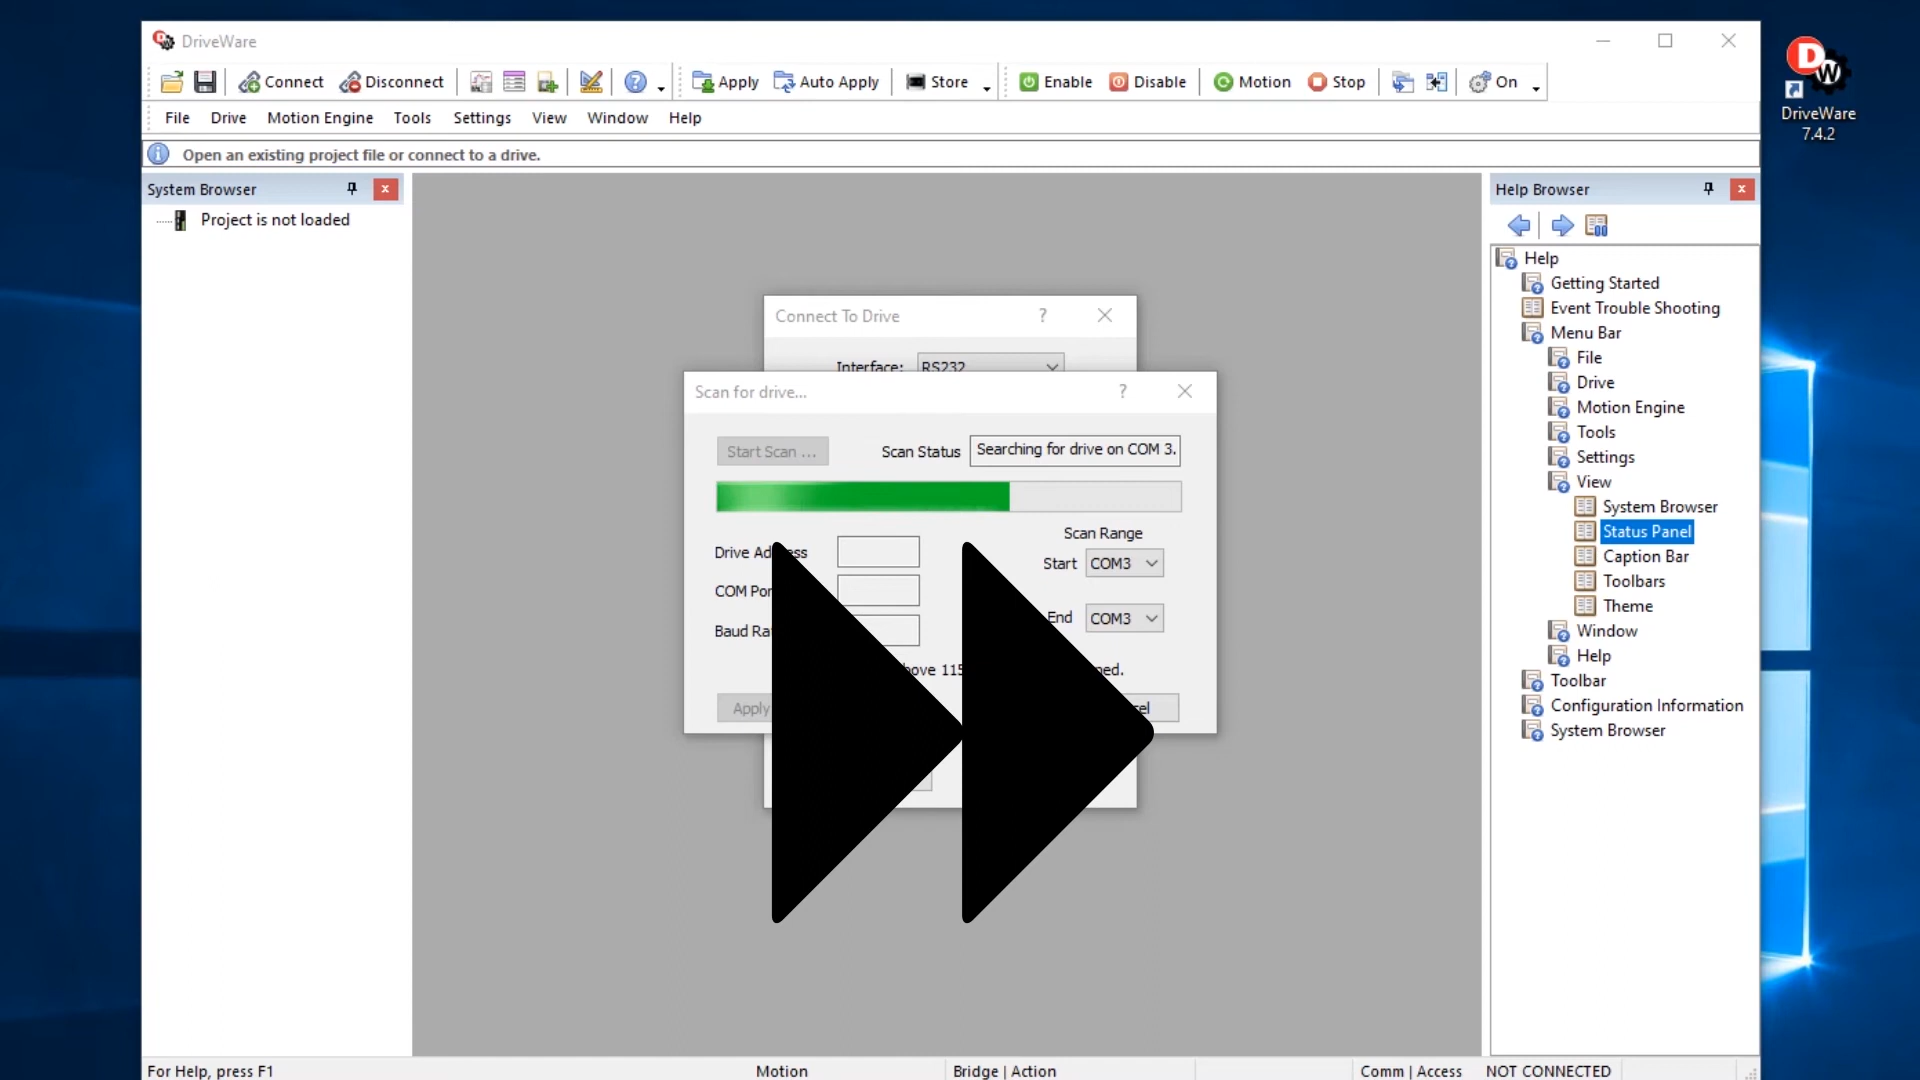 DriveWare
Connect Disconnect Apply Auto Apply Store Enable Disable Motion Stop On
DriveWare
7.4.2
File Drive Motion Engine Tools Settings View Window Help
Open an existing project file or connect to a drive.
System Browser
Project is not loaded
Connect To Drive
Interface: RS232
Scan for drive...
Start Scan ... Scan Status Searching for drive on COM 3.
Scan Range
Drive
Start COM3
COM
End COM3
Baud
115
Apply
Help Browser
Help
Getting Started
Event Trouble Shooting
Menu Bar
File
Drive
Motion Engine
Tools
Settings
View
System Browser
Status Panel
Caption Bar
Toolbars
Theme
Window
Help
Toolbar
Configuration Information
System Browser
For Help, press F1 Motion Bridge | Action Comm | Access NOT CONNECTED